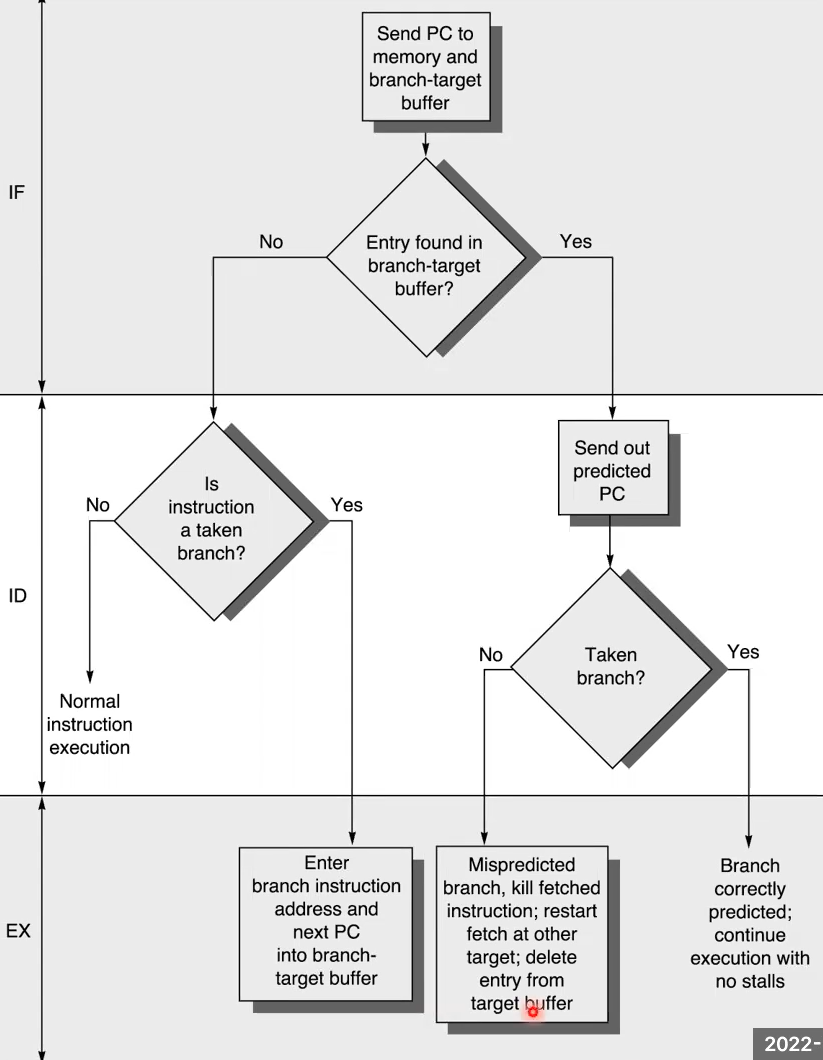 Send PC to
memory and
branch-target
buffer
IF
No
Entry found in
branch-target
buffer?
Yes
Is
instruction
a taken
branch?
No
Yes
Send out
predicted
PC
ID
Normal
instruction
execution
No
Taken
branch?
Yes
EX
Enter
branch instruction
address and
next PC
into branch-
target buffer
Mispredicted
branch, kill fetched
instruction; restart
fetch at other
target; delete
entry from
target buffer
Branch
correctly
predicted;
continue
execution with
no stalls
2022-